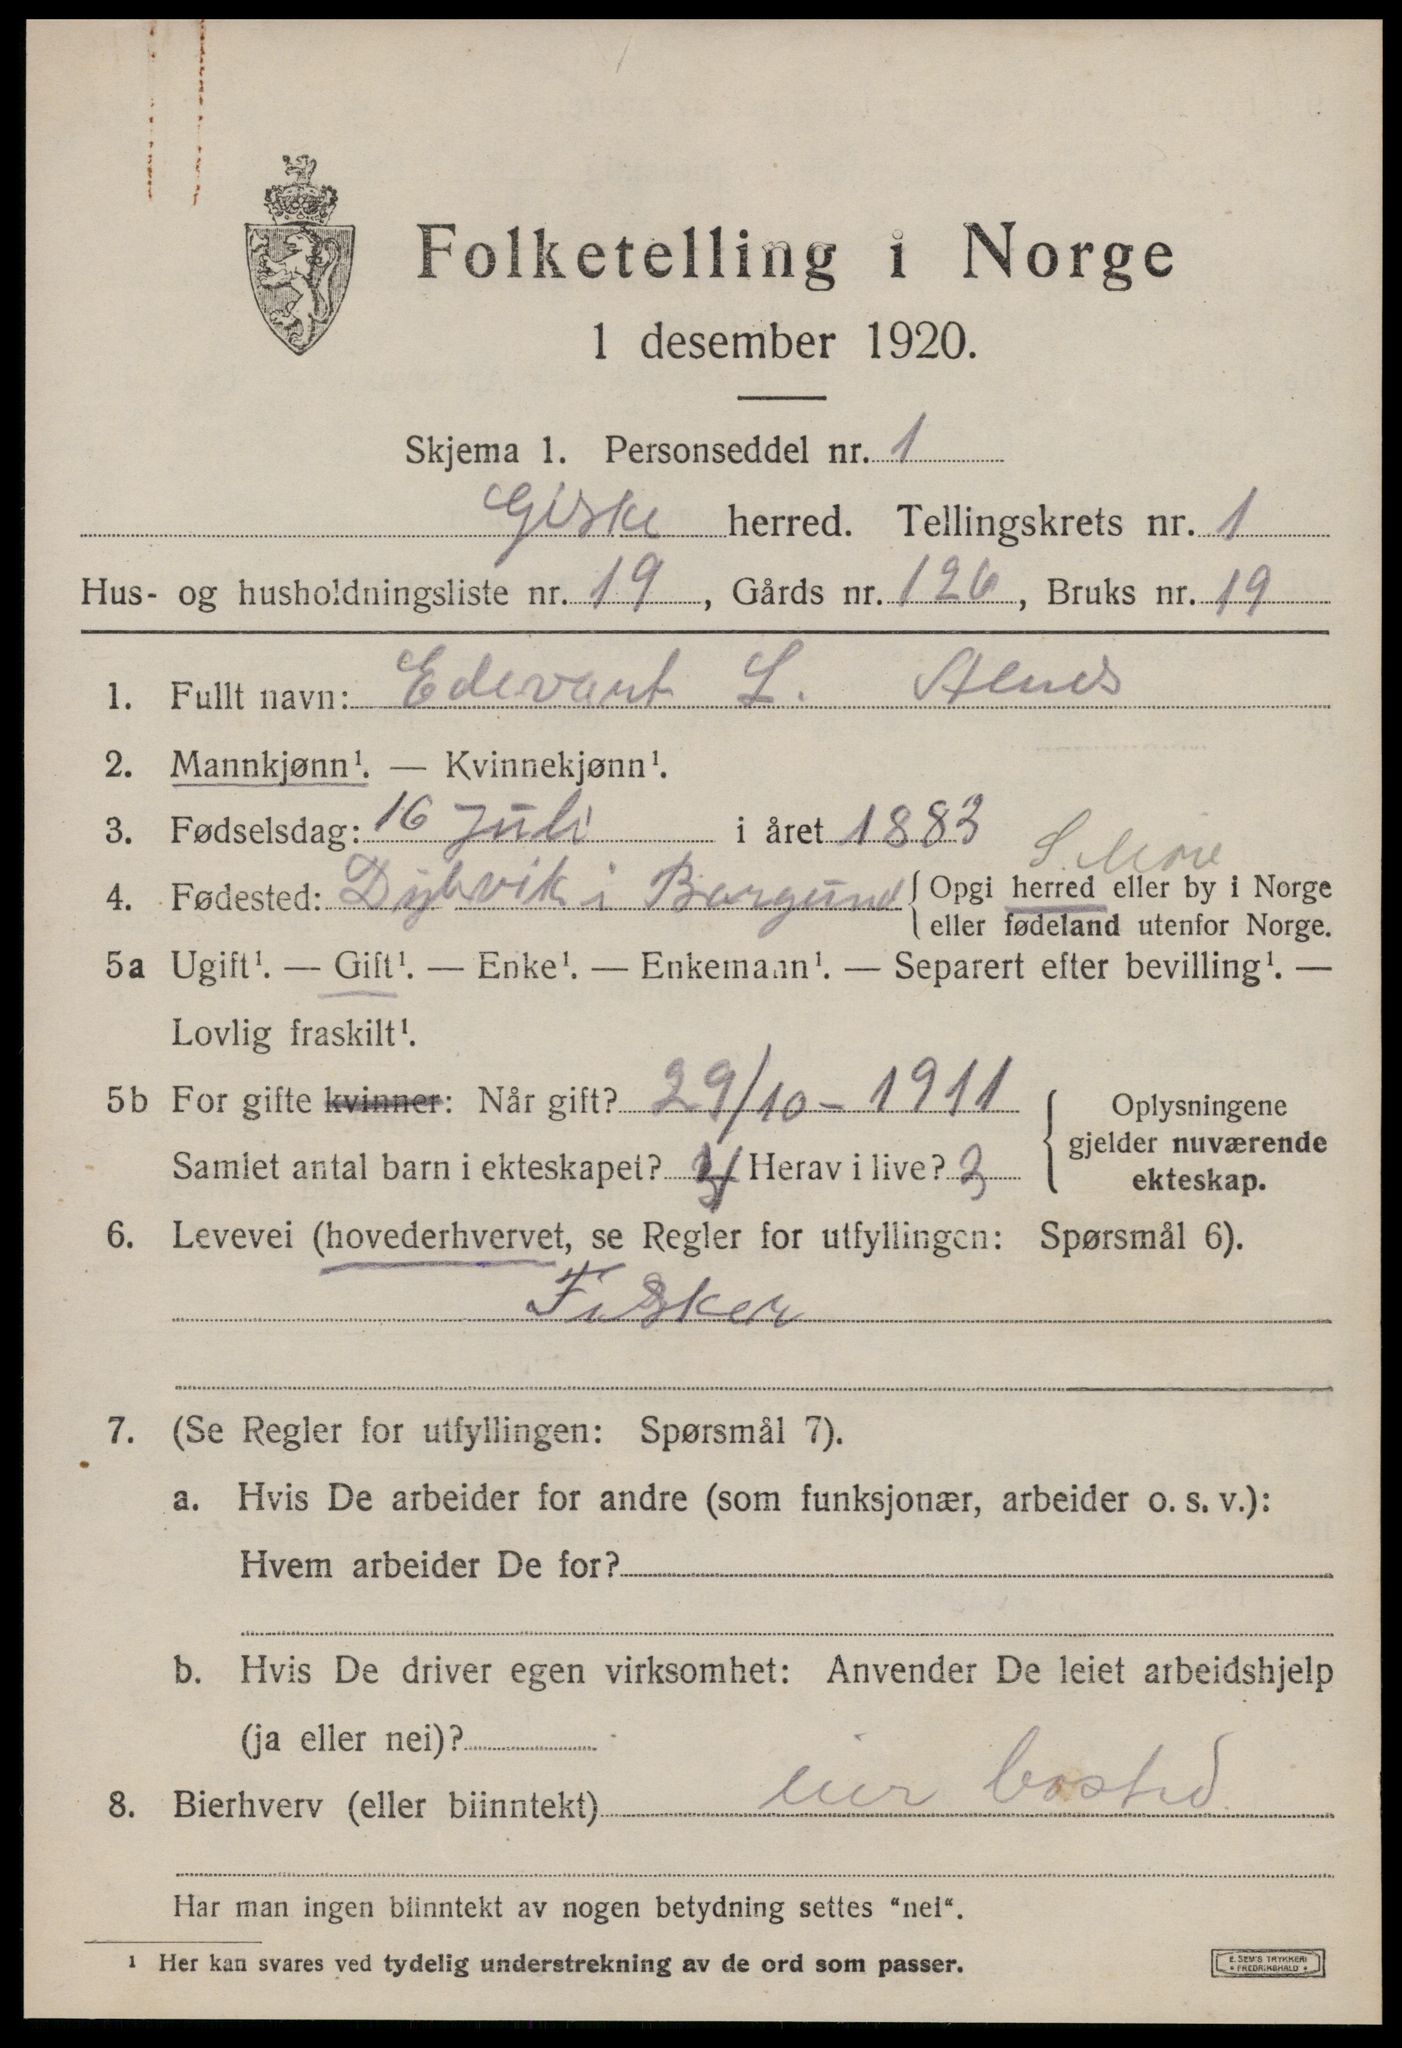 Folketelling i Norge
1 desember 1920.
Skjema 1. Personseddel nr. 1
Giske herred. Tellingskrets nr. 1
Hus- og husholdningsliste nr. 19, Gårds nr. 126, Bruks nr. 19
1. Fullt navn: Edevant L. Alnes
2. Mannkjønn¹. — Kvinnekjønn¹.
3. Fødselsdag: 16 Juli i året 1883
S. Møre
4. Fødested: Dybvik i Borgund { Opgi herred eller by i Norge
eller fødeland utenfor Norge.
5a Ugift¹. — Gift¹. — Enke¹. — Enkemann¹. — Separert efter bevilling¹. —
Lovlig fraskilt¹.
5b For gifte kvinner: Når gift? 29/10 - 1911
Samlet antal barn i ekteskapet? Herav i live? 3
Oplysningene
gjelder nuværende
ekteskap.
6. Levevei (hovederhvervet, se Regler for utfyllingen: Spørsmål 6).
Fisker
7. (Se Regler for utfyllingen: Spørsmål 7).
a. Hvis De arbeider for andre (som funksjonær, arbeider o. s. v.):
Hvem arbeider De for?
b. Hvis De driver egen virksomhet: Anvender De leiet arbeidshjelp
(ja eller nei)?
8. Bierhverv (eller biinntekt) eier bosted
Har man ingen biinntekt av nogen betydning settes "nei".
¹ Her kan svares ved tydelig understrekning av de ord som passer.
E. SEM'S TRYKKERI
• FREDRIKSHALD •